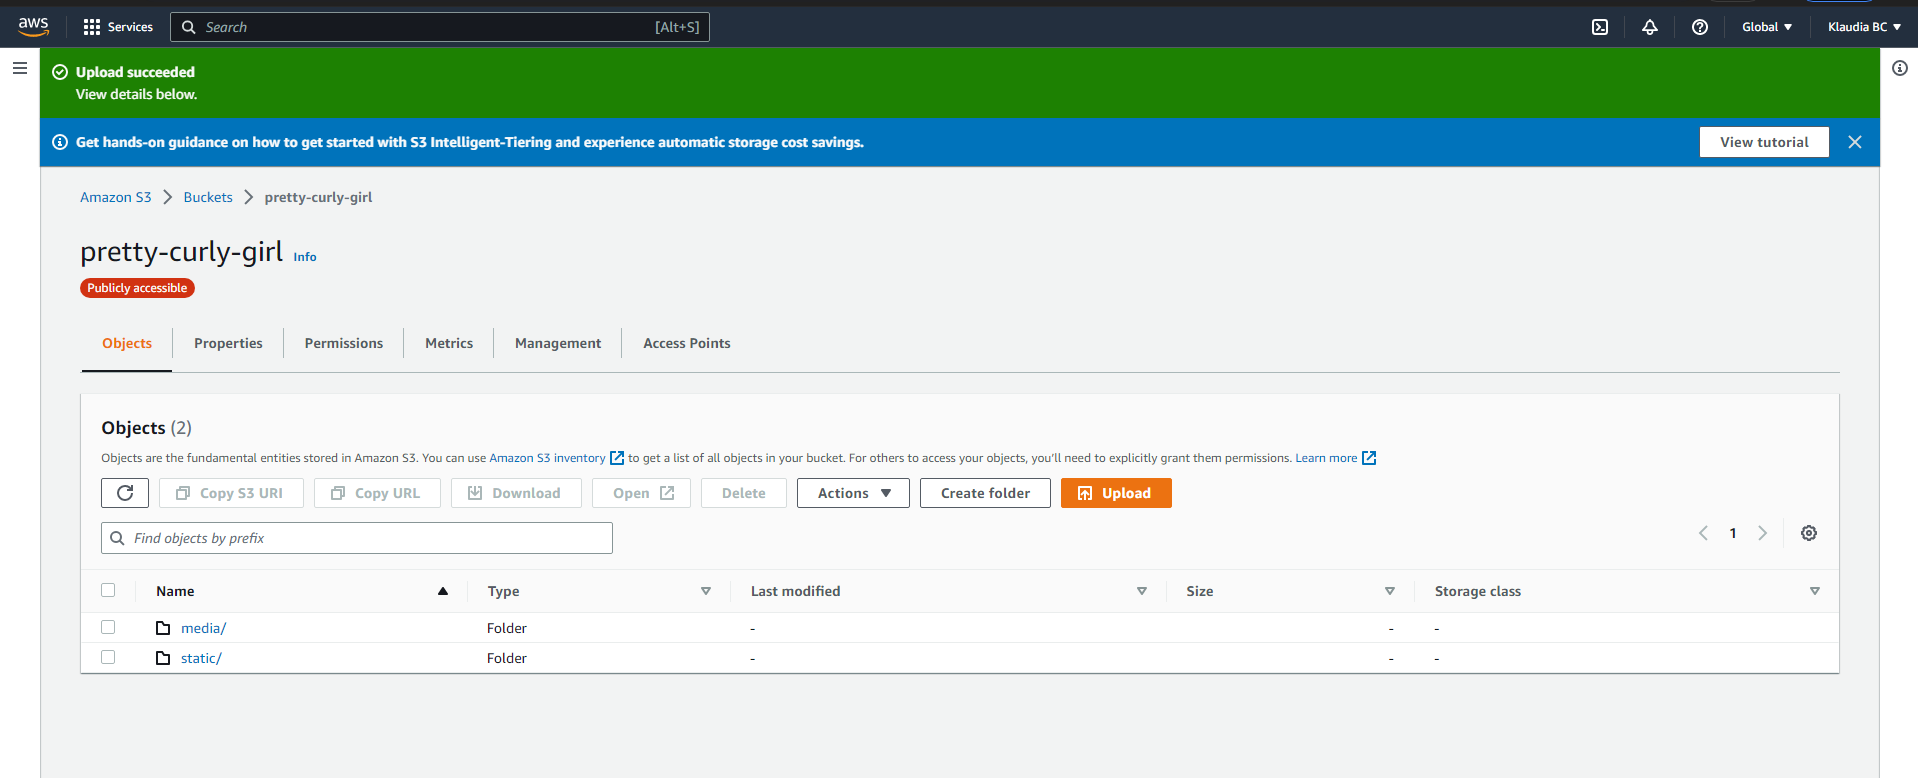 aws
Services
Search
[Alt+S]
Global
Klaudia BC
Upload succeeded
View details below.
Get hands-on guidance on how to get started with S3 Intelligent-Tiering and experience automatic storage cost savings.
View tutorial
Amazon S3
Buckets
pretty-curly-girl
pretty-curly-girl Info
Publicly accessible
Objects
Properties
Permissions
Metrics
Management
Access Points
Objects (2)
Objects are the fundamental entities stored in Amazon S3. You can use Amazon S3 inventory to get a list of all objects in your bucket. For others to access your objects, you'll need to explicitly grant them permissions. Learn more
Copy S3 URI
Copy URL
Download
Open
Delete
Actions
Create folder
Upload
Find objects by prefix
1
Name
Type
Last modified
Size
Storage class
media/
Folder
-
-
-
static/
Folder
-
-
-